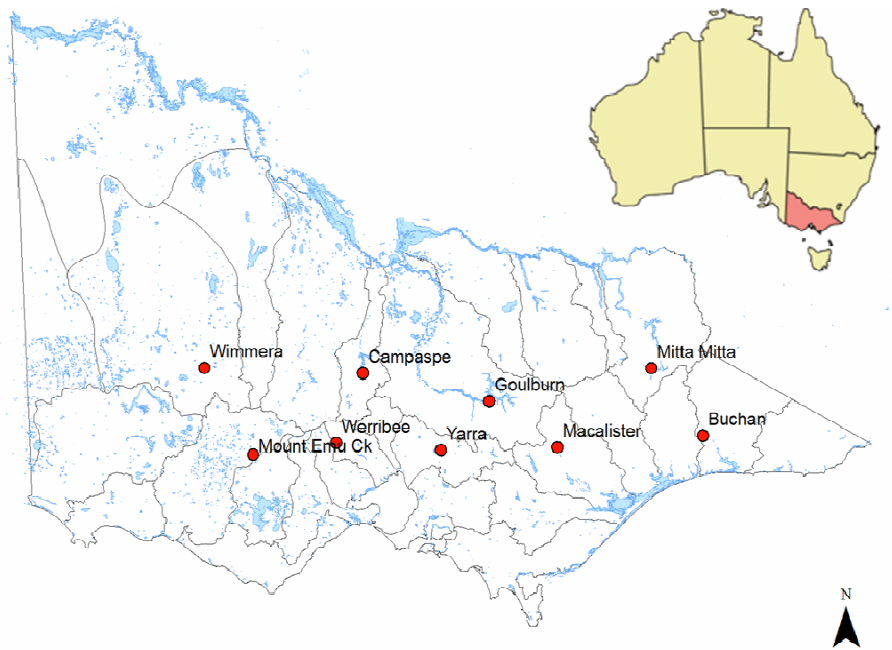 Wimmera
Campaspe
Mitta Mitta
Goulburn
Buchan
Werribee
Yarra
Macalister
Mount Emu Ck
N